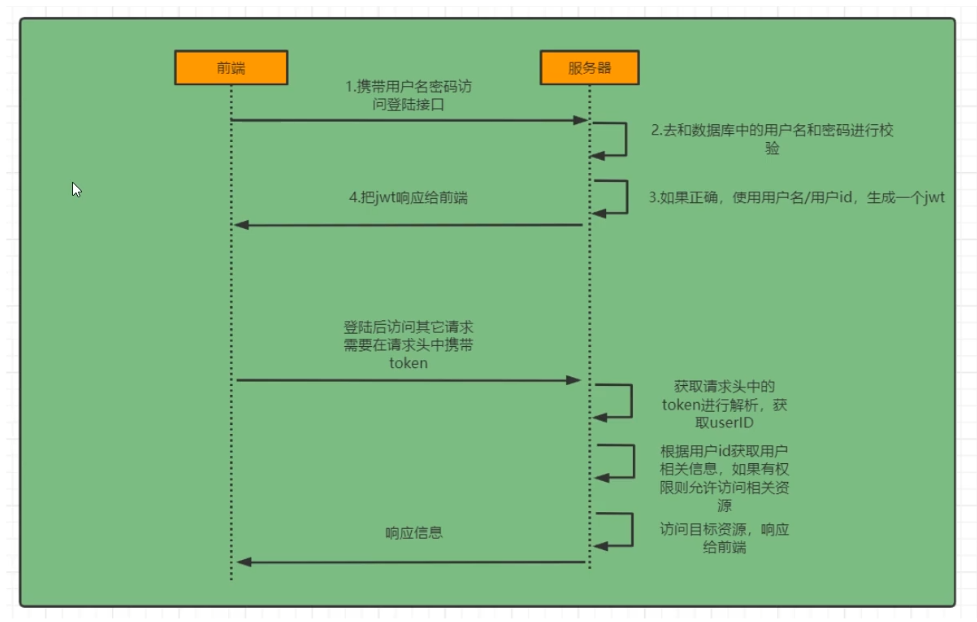 前端
服务器
1.携带用户名密码访
问登陆接口
2.去和数据库中的用户名和密码进行校
验
3.如果正确，使用用户名/用户id，生成一个jwt
4.把jwt响应给前端
登陆后访问其它请求
需要在请求头中携带
token
获取请求头中的
token进行解析，获
取userID
根据用户id获取用户
相关信息，如果有权
限则允许访问相关资
源
访问目标资源，响应
给前端
响应信息